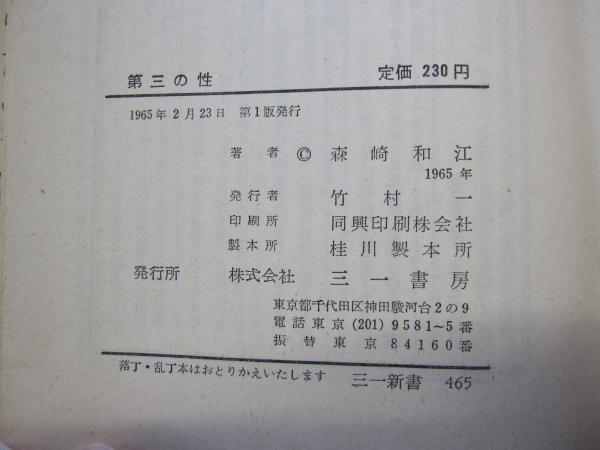 第三の性 定価 230円
1965年2月23日 第1版発行
著者 © 森崎和江
1965年
発行者 竹村一
印刷所 同興印刷株会社
製本所 桂川製本所
発行所 株式会社 三一書房
東京都千代田区神田駿河台2の9
電話東京(201)9581〜5番
振替東京84160番
落丁・乱丁本はおとりかえいたします 三一新書 465